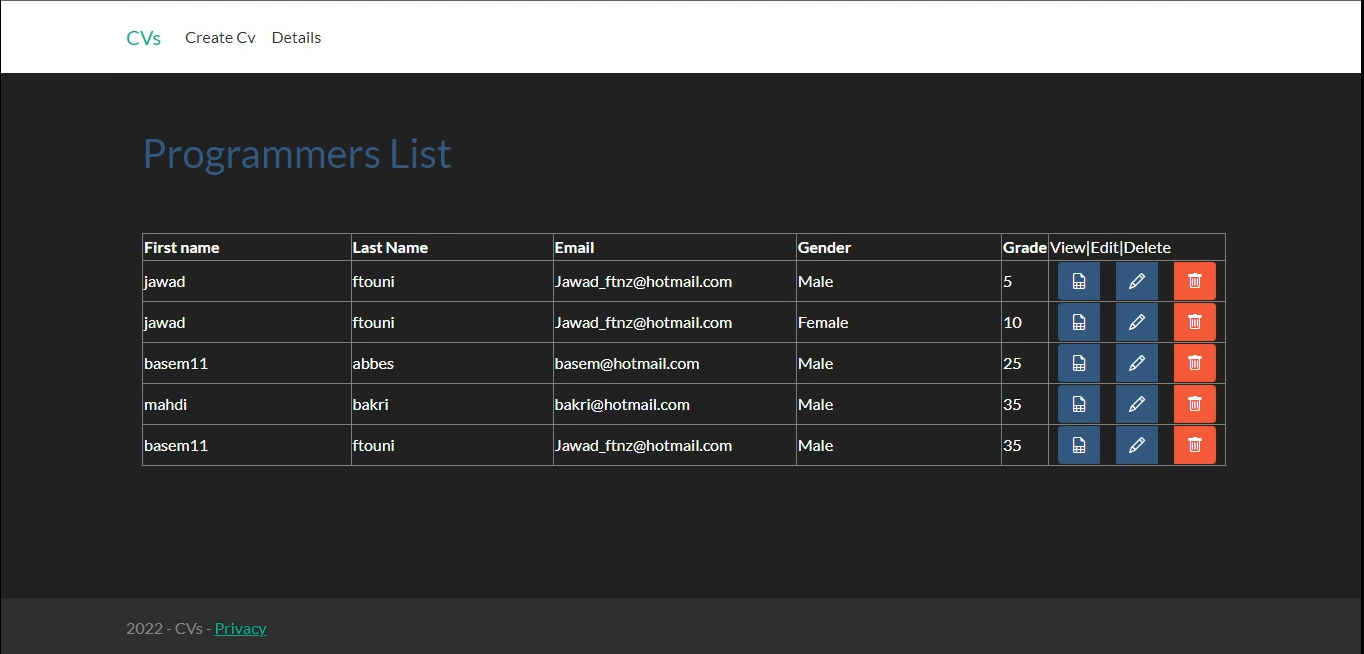 CVs Create Cv Details
Programmers List
First name Last Name Email Gender Grade View|Edit|Delete
jawad ftouni Jawad_ftnz@hotmail.com Male 5
jawad ftouni Jawad_ftnz@hotmail.com Female 10
basem11 abbes basem@hotmail.com Male 25
mahdi bakri bakri@hotmail.com Male 35
basem11 ftouni Jawad_ftnz@hotmail.com Male 35
2022 - CVs - Privacy